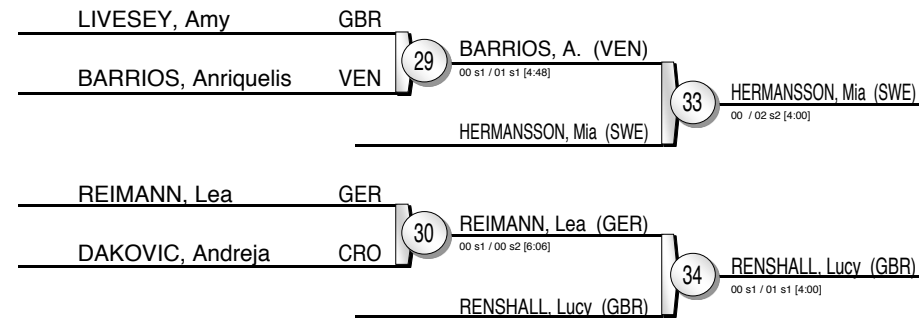 LIVESEY, Amy GBR
BARRIOS, Anriquelis VEN
29
BARRIOS, A. (VEN)
00 s1 / 01 s1 [4:48]
HERMANSSON, Mia (SWE)
33
HERMANSSON, Mia (SWE)
00 / 02 s2 [4:00]
REIMANN, Lea GER
DAKOVIC, Andreja CRO
30
REIMANN, Lea (GER)
00 s1 / 00 s2 [6:06]
RENSHALL, Lucy (GBR)
34
RENSHALL, Lucy (GBR)
00 s1 / 01 s1 [4:00]